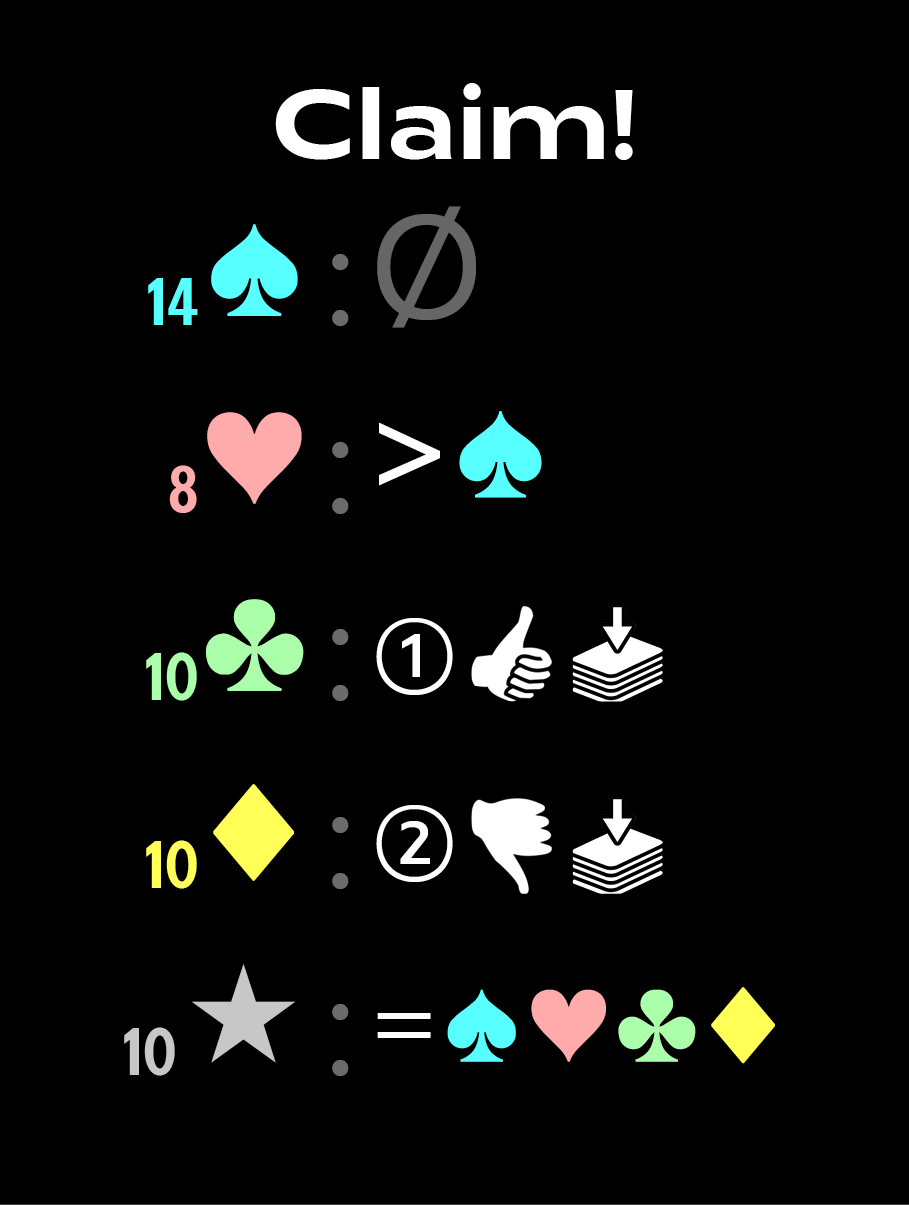 Claim!
14 ♠ : Ø
8 ♥ : > ♠
10 ♣ : ①
10 ♦ : ②
10 ★ : = ♠ ♥ ♣ ♦